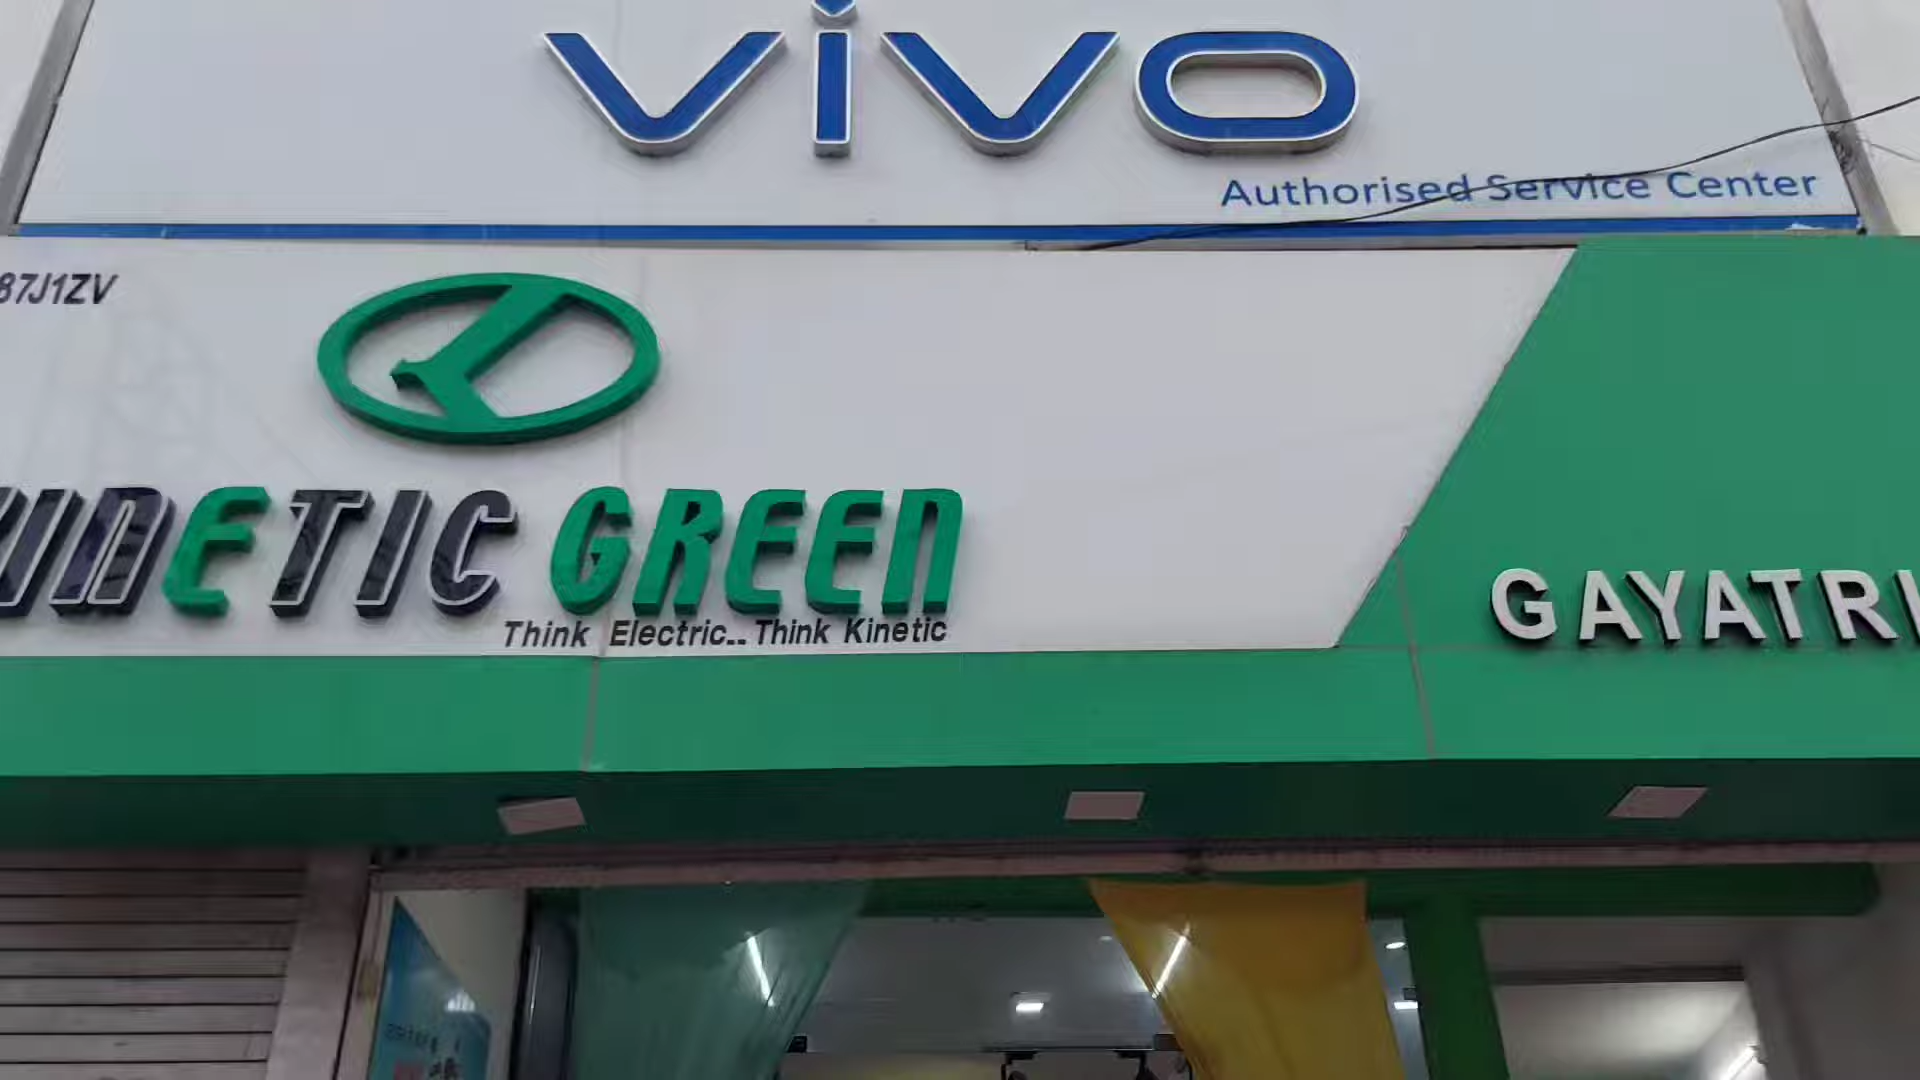 vivo
Authorised Service Center
87J1ZV
KINETIC GREEN
Think Electric.. Think Kinetic
GAYATRI